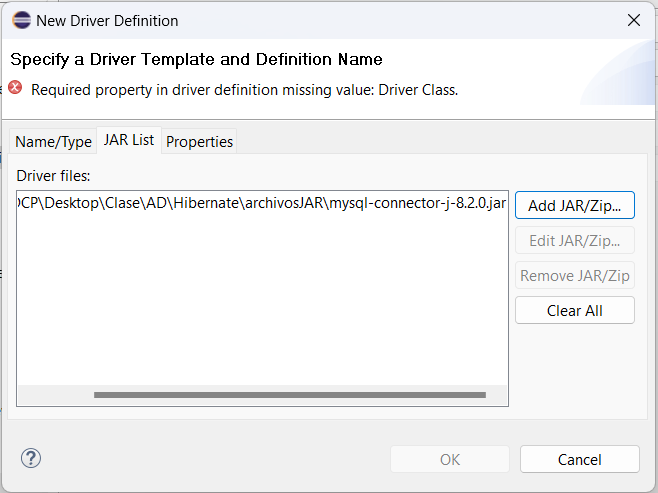 New Driver Definition
Specify a Driver Template and Definition Name
Required property in driver definition missing value: Driver Class.
Name/Type JAR List Properties
Driver files:
OCP\Desktop\Clase\AD\Hibernate\archivosJAR\mysql-connector-j-8.2.0.jar
Add JAR/Zip...
Edit JAR/Zip...
Remove JAR/Zip
Clear All
? OK Cancel